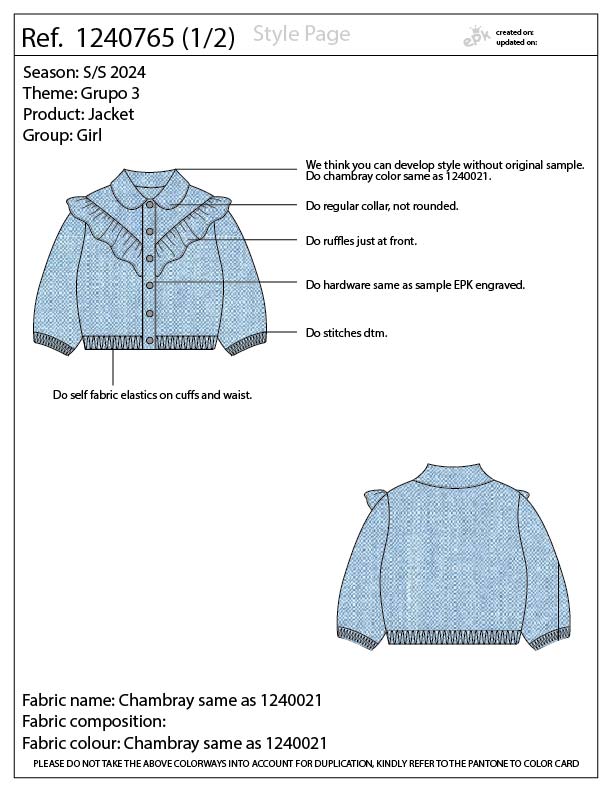 Ref. 1240765 (1/2)
Style Page
epk
created on:
updated on:
Season: S/S 2024
Theme: Grupo 3
Product: Jacket
Group: Girl
We think you can develop style without original sample.
Do chambray color same as 1240021.
Do regular collar, not rounded.
Do ruffles just at front.
Do hardware same as sample EPK engraved.
Do stitches dtm.
Do self fabric elastics on cuffs and waist.
Fabric name: Chambray same as 1240021
Fabric composition:
Fabric colour: Chambray same as 1240021
PLEASE DO NOT TAKE THE ABOVE COLORWAYS INTO ACCOUNT FOR DUPLICATION, KINDLY REFER TO THE PANTONE TO COLOR CARD